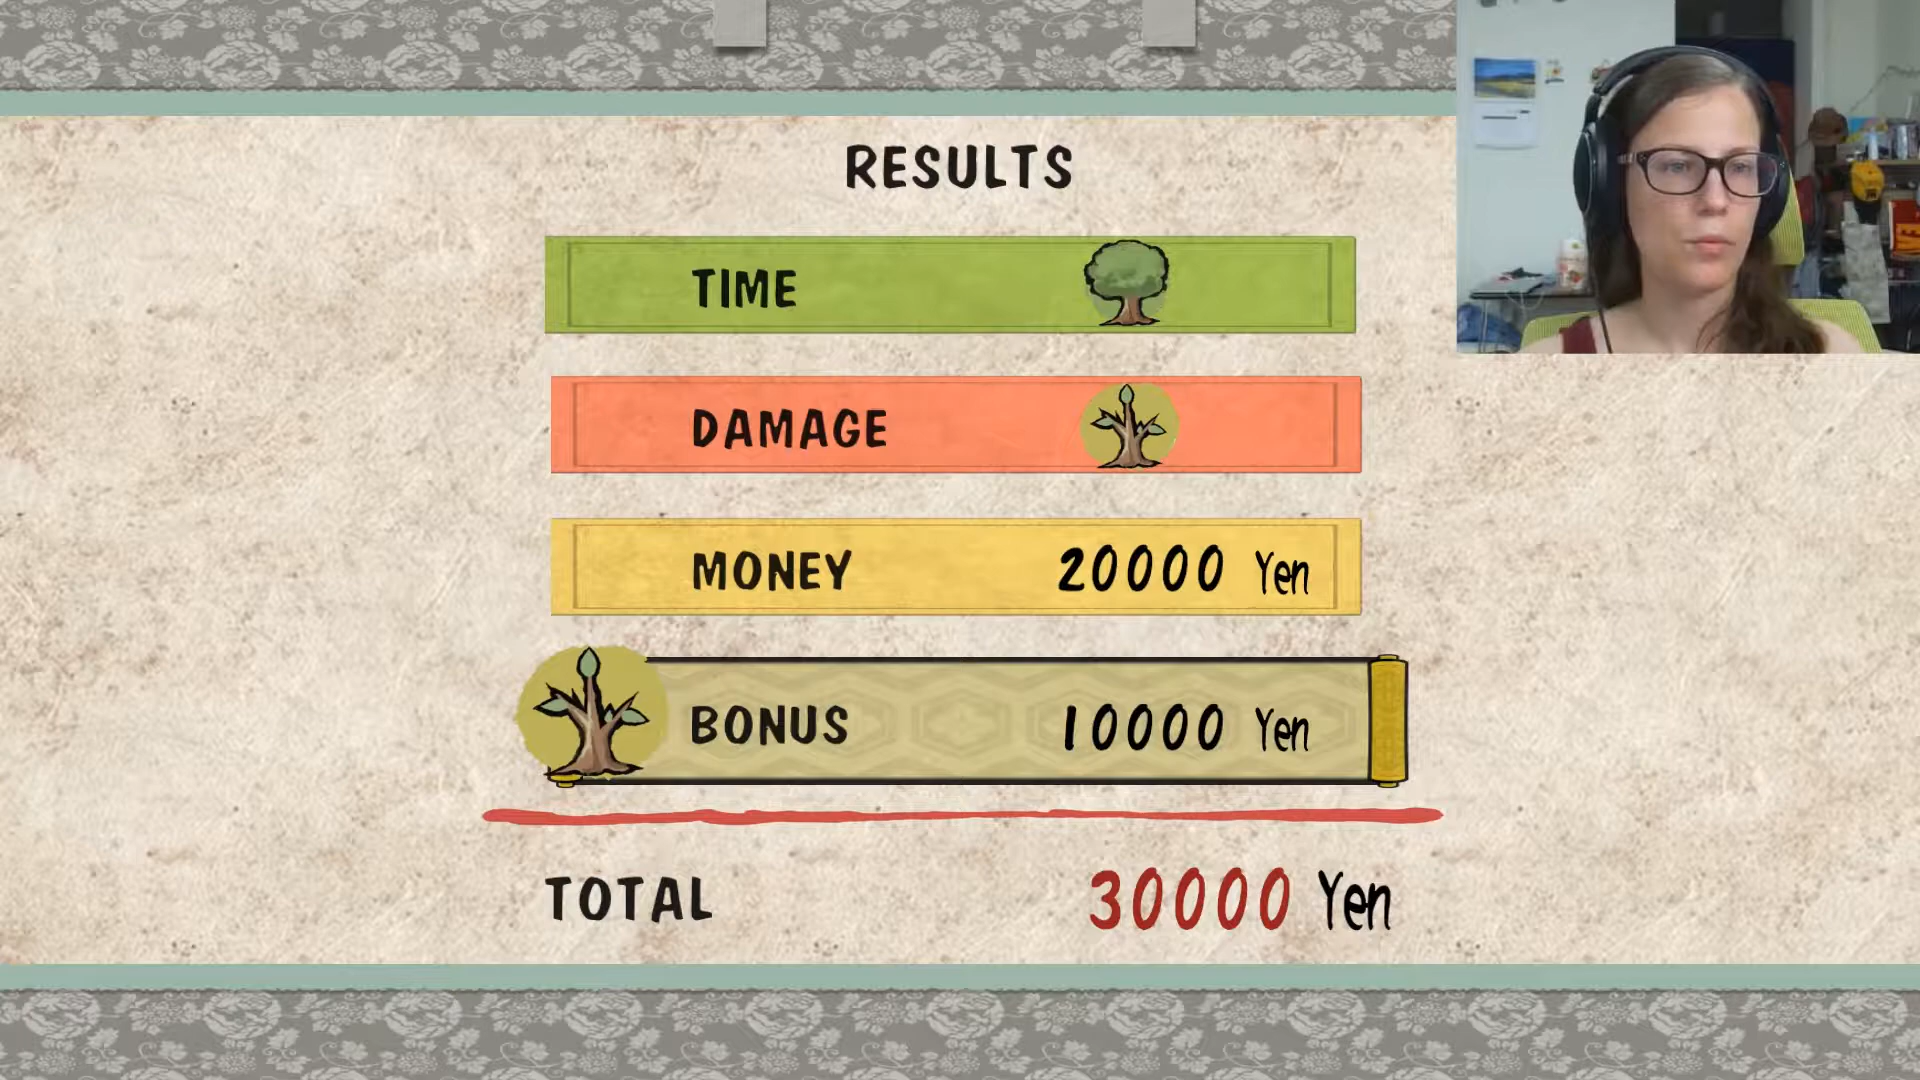 RESULTS
TIME
DAMAGE
MONEY 20000 Yen
BONUS 10000 Yen
TOTAL 30000 Yen